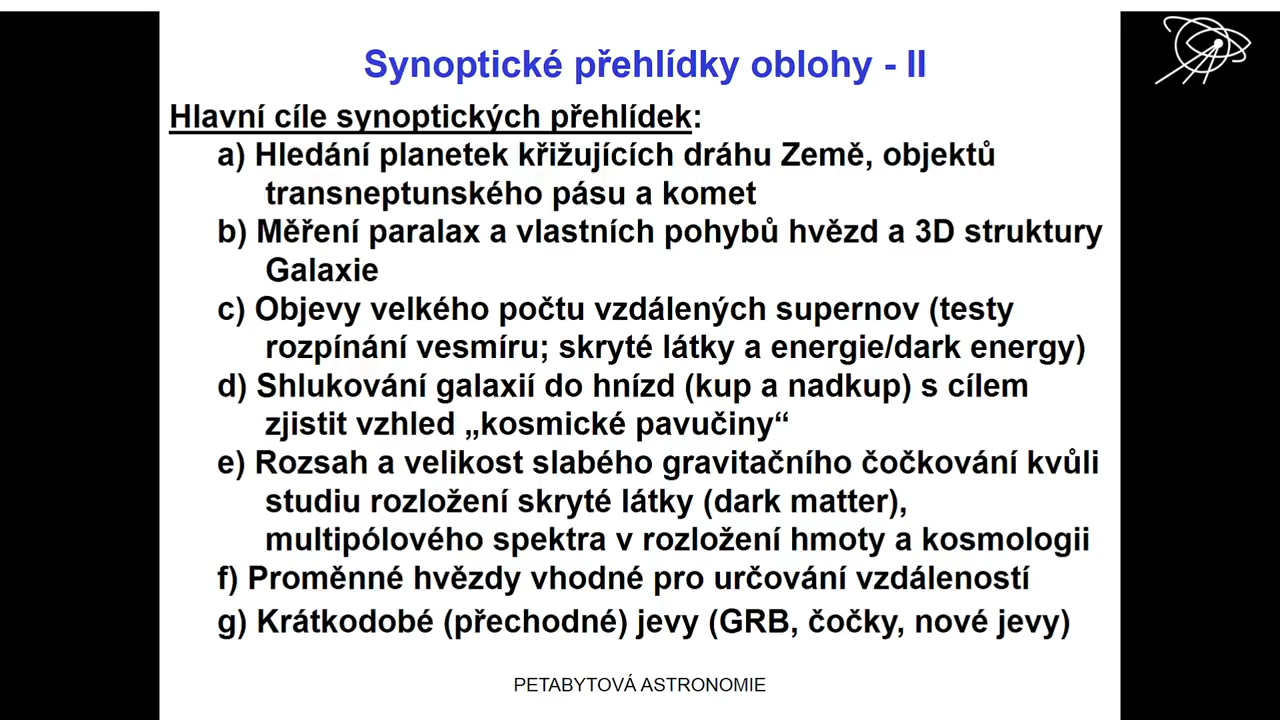 Synoptické přehlídky oblohy - II
Hlavní cíle synoptických přehlídek:
a) Hledání planetek křižujících dráhu Země, objektů
transneptunského pásu a komet
b) Měření paralax a vlastních pohybů hvězd a 3D struktury
Galaxie
c) Objevy velkého počtu vzdálených supernov (testy
rozpínání vesmíru; skryté látky a energie/dark energy)
d) Shlukování galaxií do hnízd (kup a nadkup) s cílem
zjistit vzhled „kosmické pavučiny“
e) Rozsah a velikost slabého gravitačního čočkování kvůli
studiu rozložení skryté látky (dark matter),
multipólového spektra v rozložení hmoty a kosmologii
f) Proměnné hvězdy vhodné pro určování vzdáleností
g) Krátkodobé (přechodné) jevy (GRB, čočky, nové jevy)
PETABYTOVÁ ASTRONOMIE